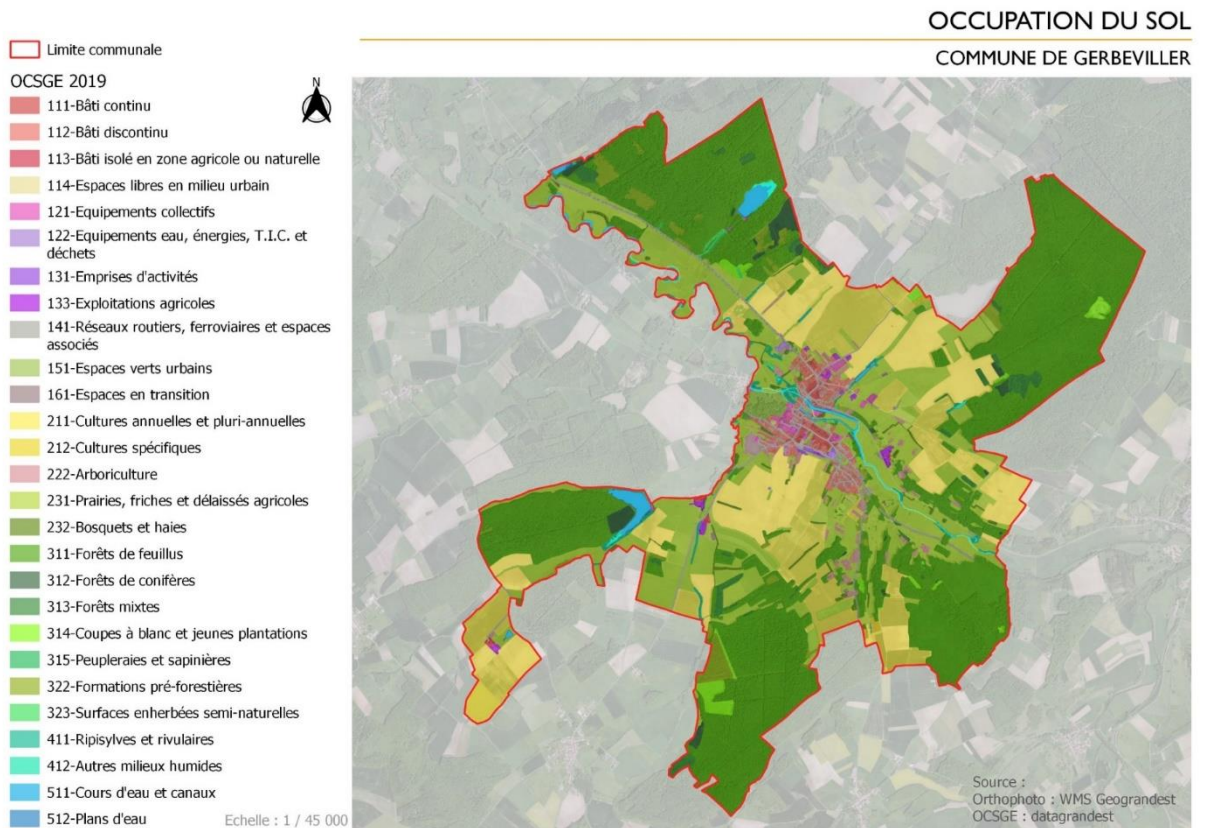 OCCUPATION DU SOL
COMMUNE DE GERBEVILLER
Limite communale
OCSGE 2019
N
111-Bâti continu
112-Bâti discontinu
113-Bâti isolé en zone agricole ou naturelle
114-Espaces libres en milieu urbain
121-Equipements collectifs
122-Equipements eau, énergies, T.I.C. et
déchets
131-Emprises d'activités
133-Exploitations agricoles
141-Réseaux routiers, ferroviaires et espaces
associés
151-Espaces verts urbains
161-Espaces en transition
211-Cultures annuelles et pluri-annuelles
212-Cultures spécifiques
222-Arboriculture
231-Prairies, friches et délaissés agricoles
232-Bosquets et haies
311-Forêts de feuillus
312-Forêts de conifères
313-Forêts mixtes
314-Coupes à blanc et jeunes plantations
315-Peupleraies et sapinières
322-Formations pré-forestières
323-Surfaces enherbées semi-naturelles
411-Ripisylves et rivulaires
412-Autres milieux humides
511-Cours d'eau et canaux
512-Plans d'eau
Echelle : 1 / 45 000
Source :
Orthophoto : WMS Geograndest
OCSGE : datagrandest